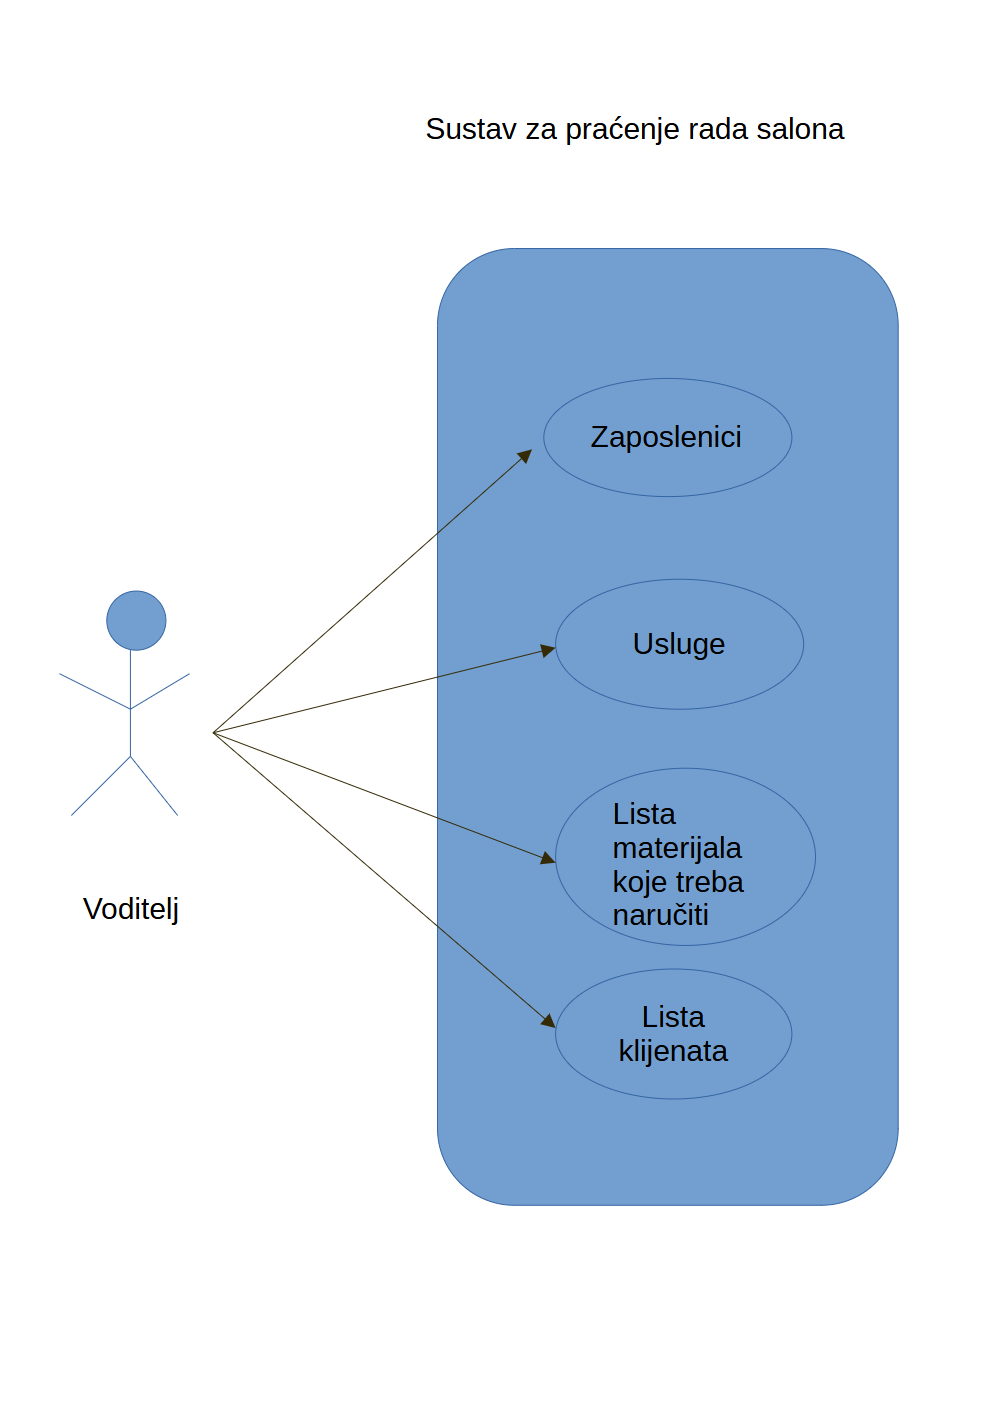 Sustav za praćenje rada salona
Zaposlenici
Usluge
Lista
materijala
koje treba
naručiti
Voditelj
Lista
klijenata